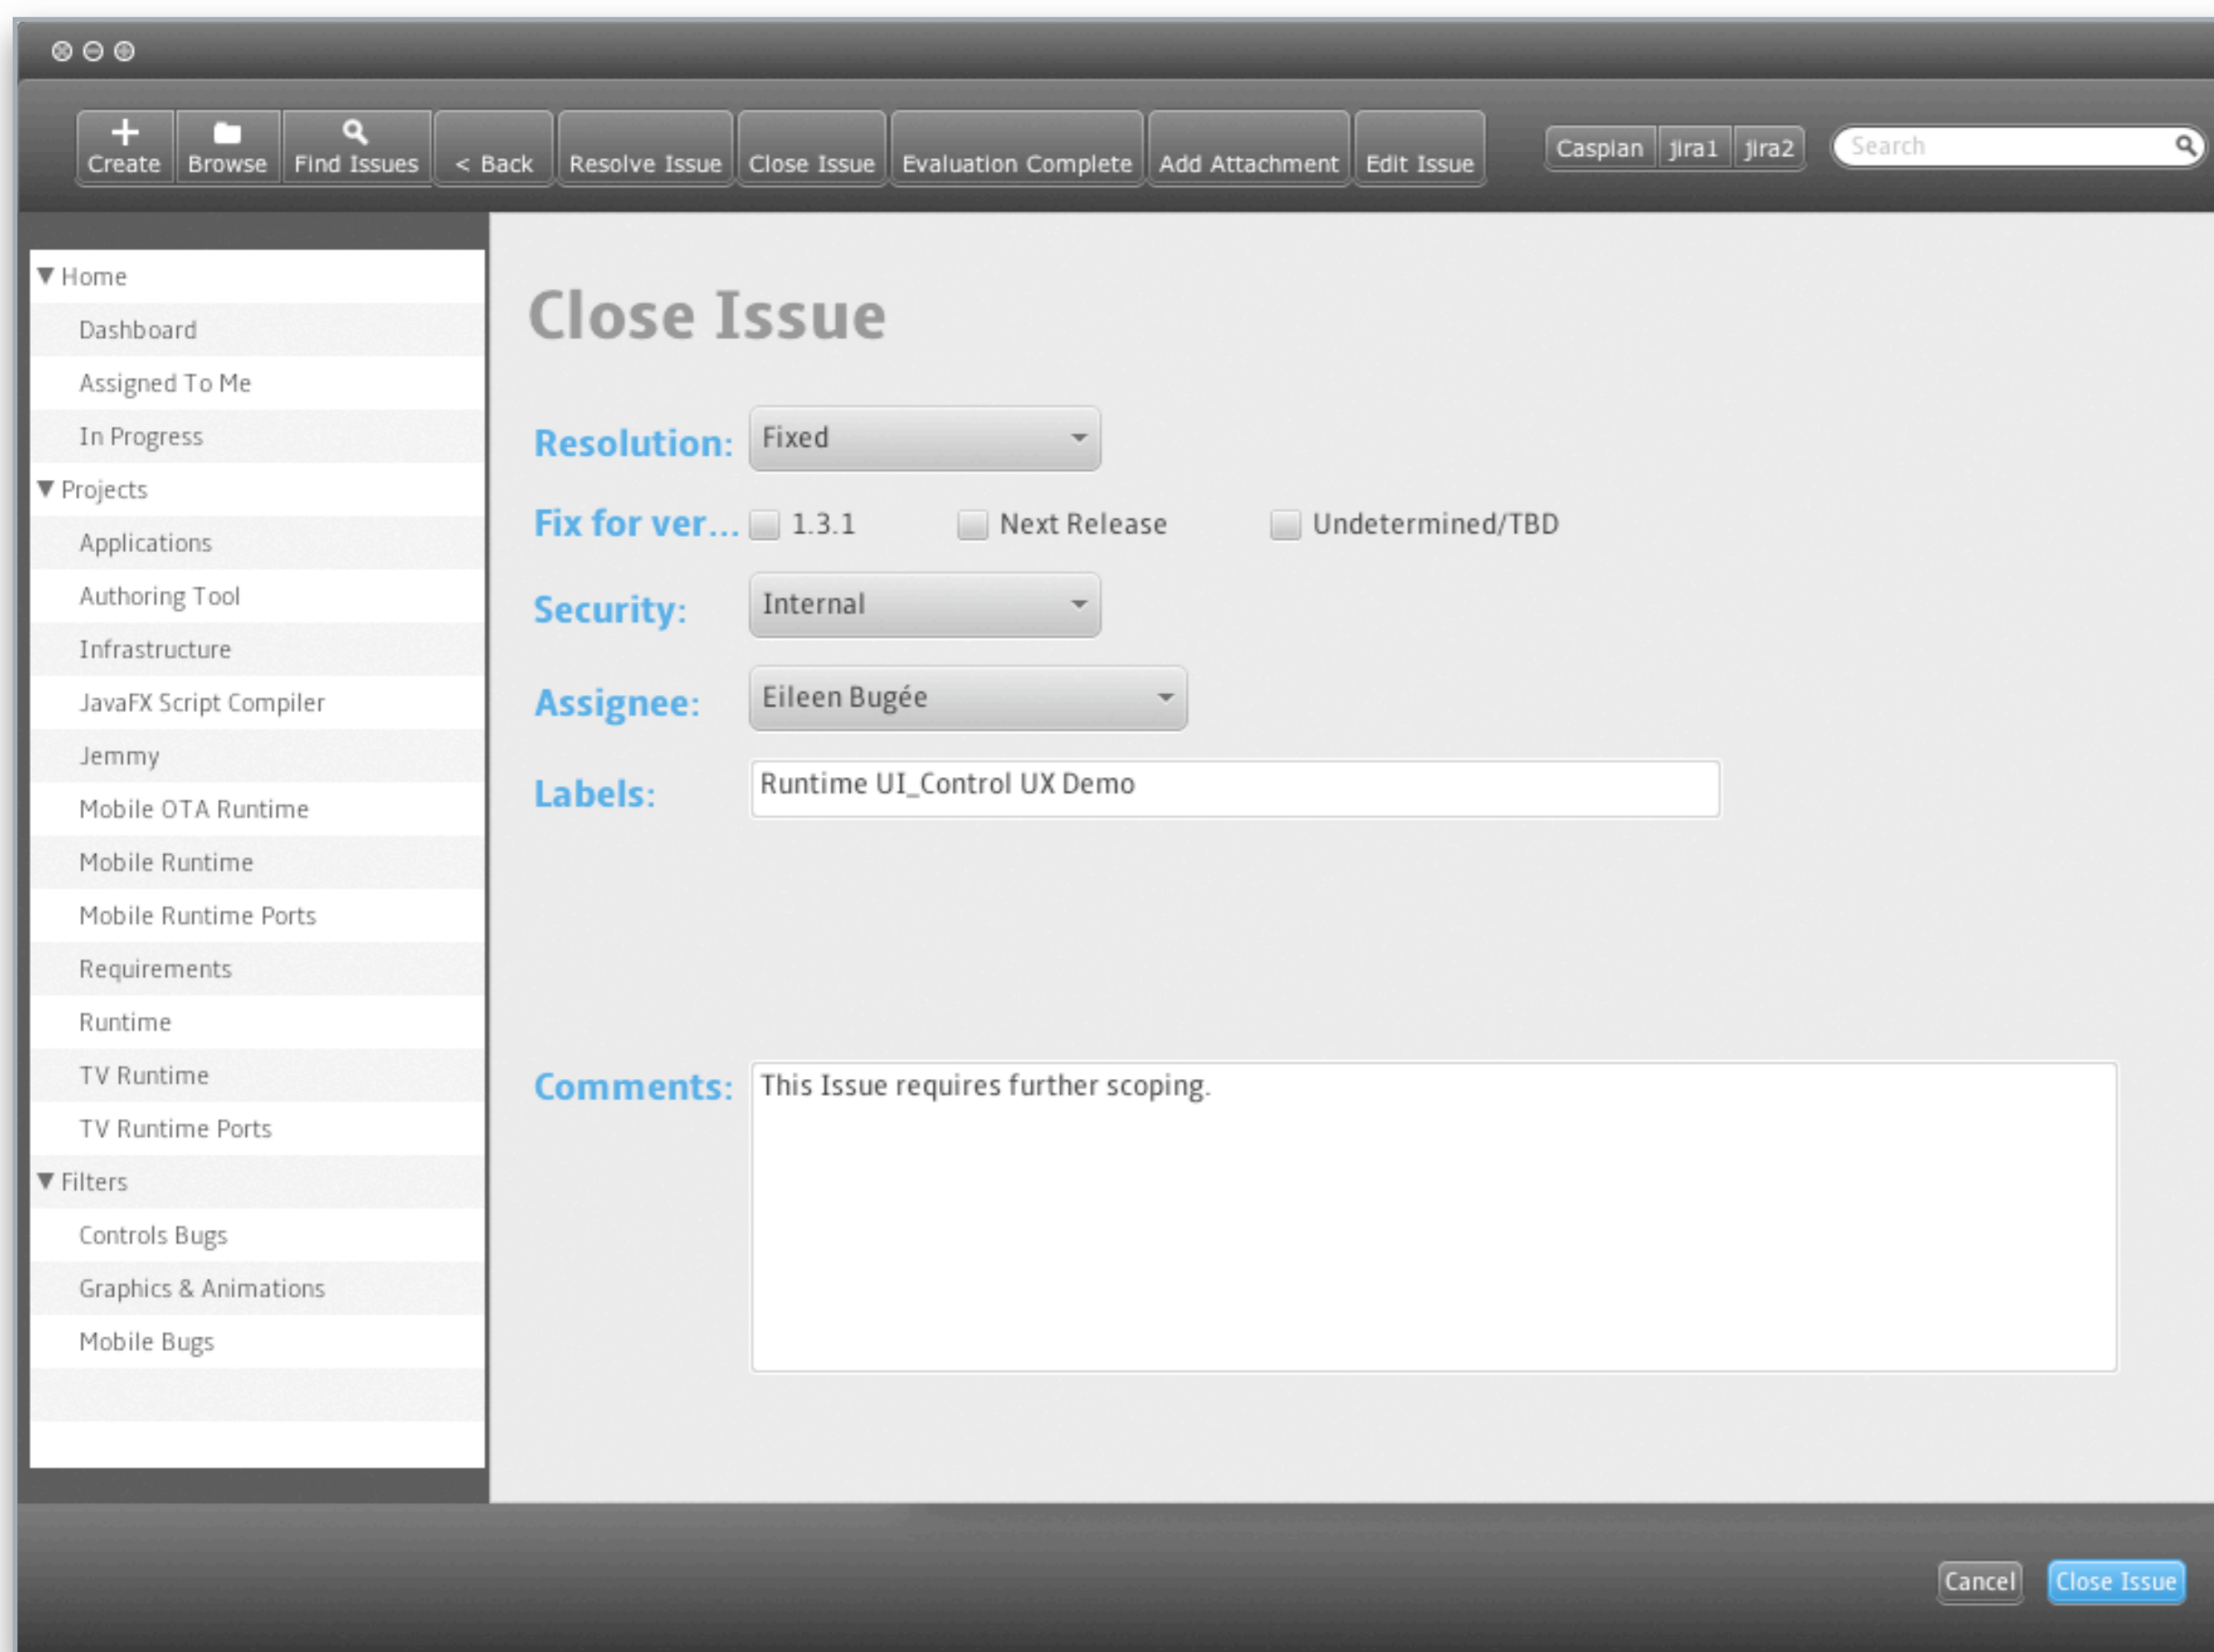 Create Browse Find Issues < Back Resolve Issue Close Issue Evaluation Complete Add Attachment Edit Issue Caspian jira1 jira2 Search
Home
Dashboard
Assigned To Me
In Progress
Projects
Applications
Authoring Tool
Infrastructure
JavaFX Script Compiler
Jemmy
Mobile OTA Runtime
Mobile Runtime
Mobile Runtime Ports
Requirements
Runtime
TV Runtime
TV Runtime Ports
Filters
Controls Bugs
Graphics & Animations
Mobile Bugs
Close Issue
Resolution: Fixed
Fix for ver... 1.3.1 Next Release Undetermined/TBD
Security: Internal
Assignee: Eileen Bugée
Labels: Runtime UI_Control UX Demo
Comments: This Issue requires further scoping.
Cancel Close Issue